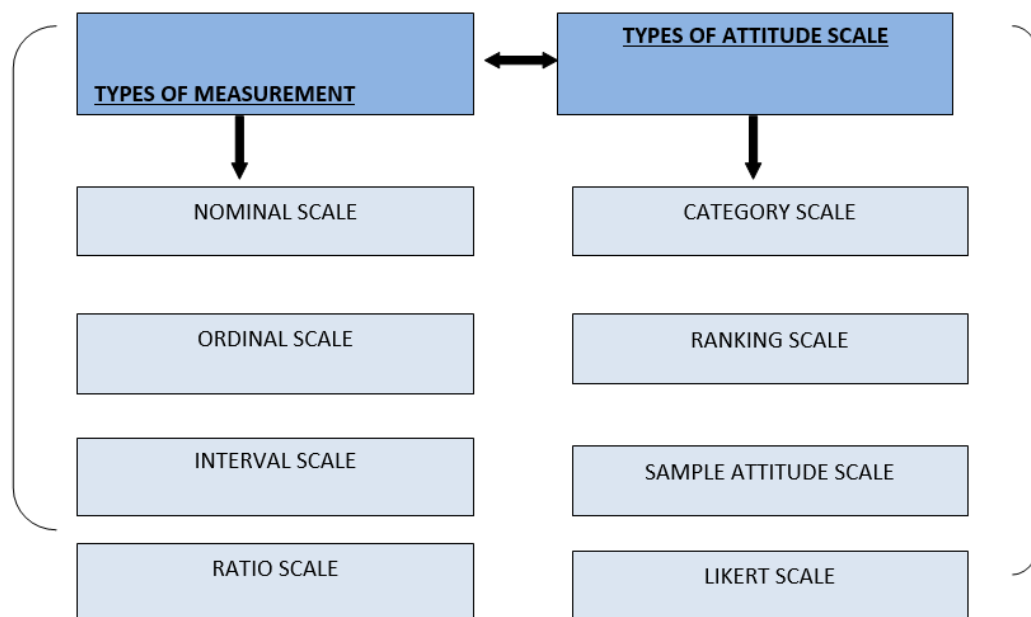 TYPES OF MEASUREMENT
NOMINAL SCALE
ORDINAL SCALE
INTERVAL SCALE
RATIO SCALE
TYPES OF ATTITUDE SCALE
CATEGORY SCALE
RANKING SCALE
SAMPLE ATTITUDE SCALE
LIKERT SCALE